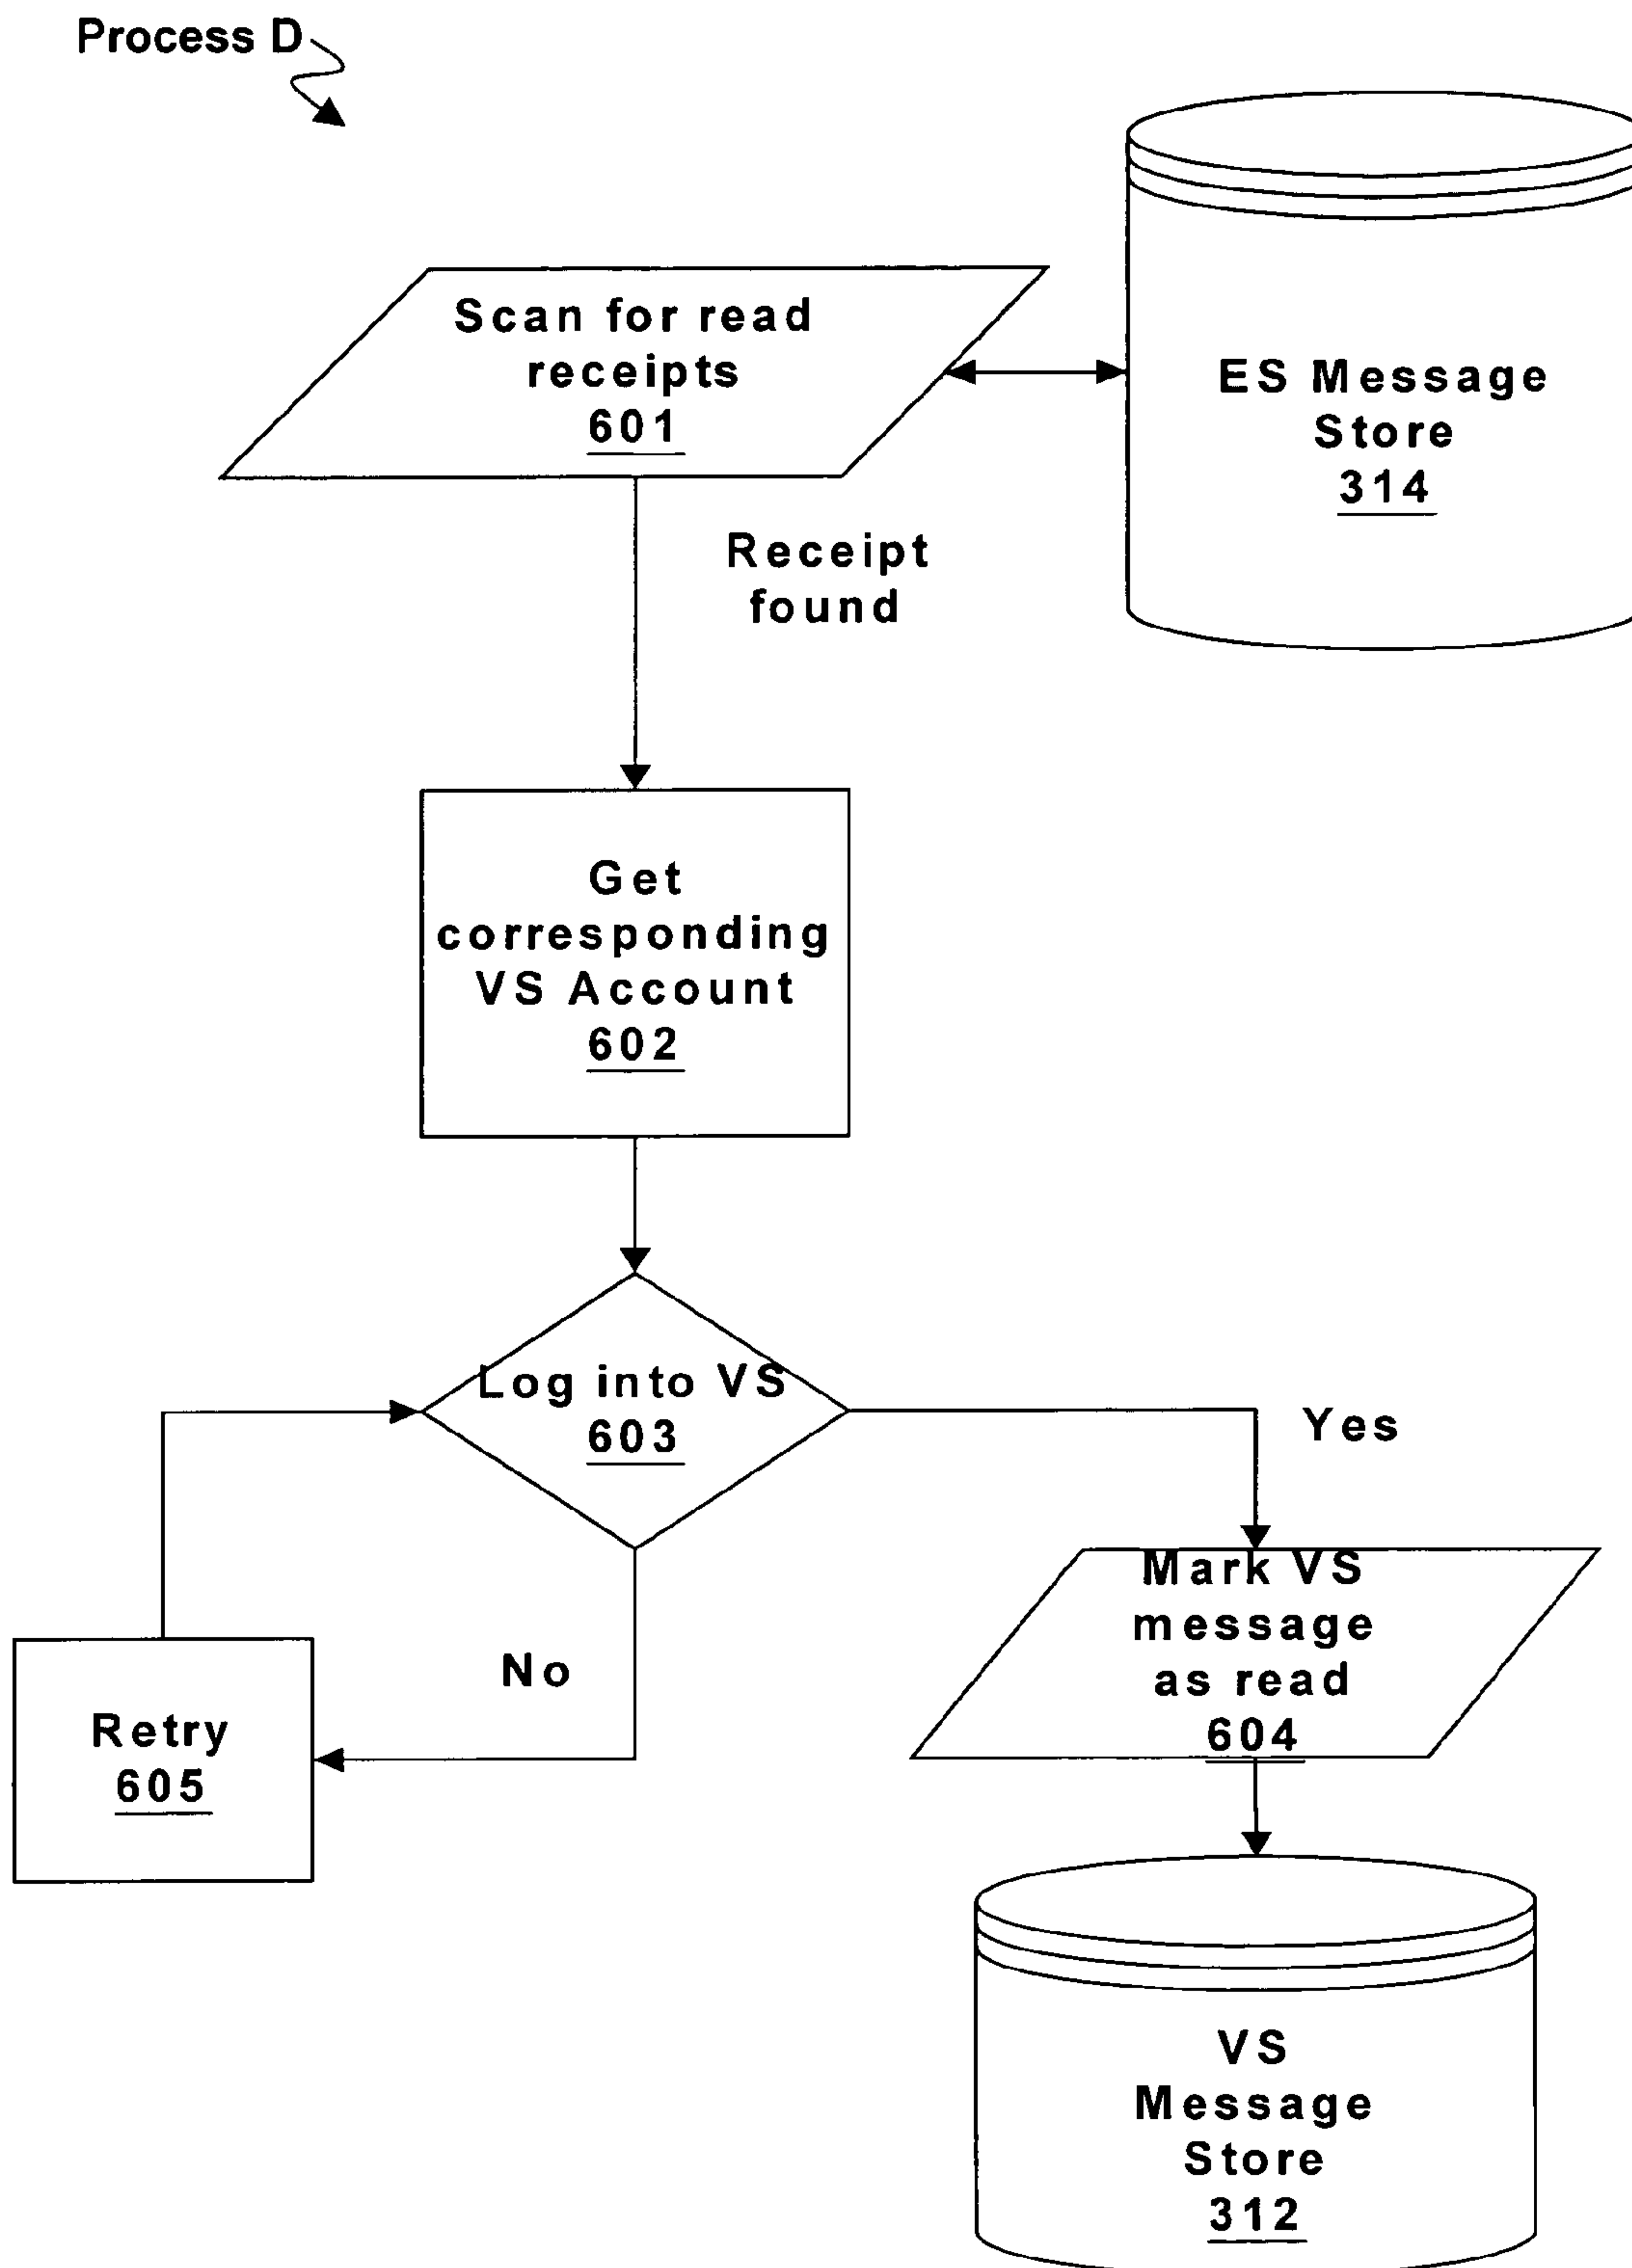 Process D
Scan for read
receipts
601
ES Message
Store
314
Receipt
found
Get
corresponding
VS Account
602
Log into VS
603
Yes
No
Mark VS
message
as read
604
Retry
605
VS
Message
Store
312